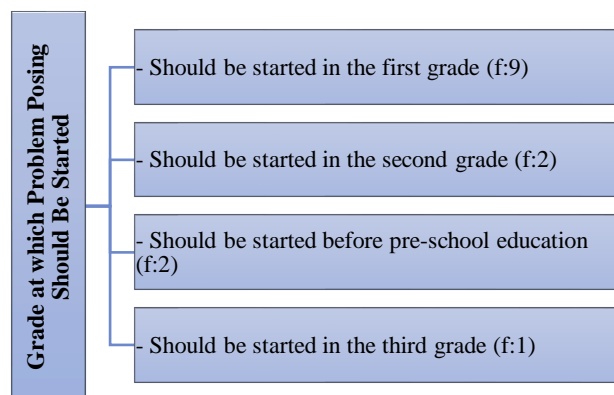 Grade at which Problem Posing
Should Be Started
- Should be started in the first grade (f:9)
- Should be started in the second grade (f:2)
- Should be started before pre-school education
(f:2)
- Should be started in the third grade (f:1)